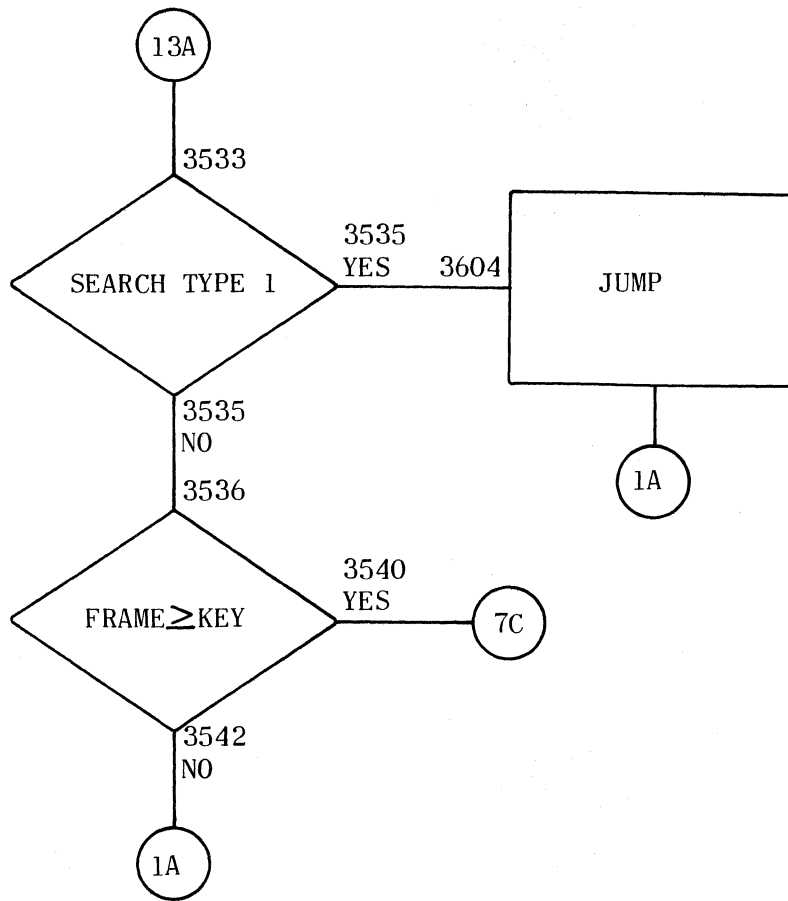 13A
3533
SEARCH TYPE 1
3535
YES
3604
JUMP
1A
3535
NO
3536
FRAME≥KEY
3540
YES
7C
3542
NO
1A